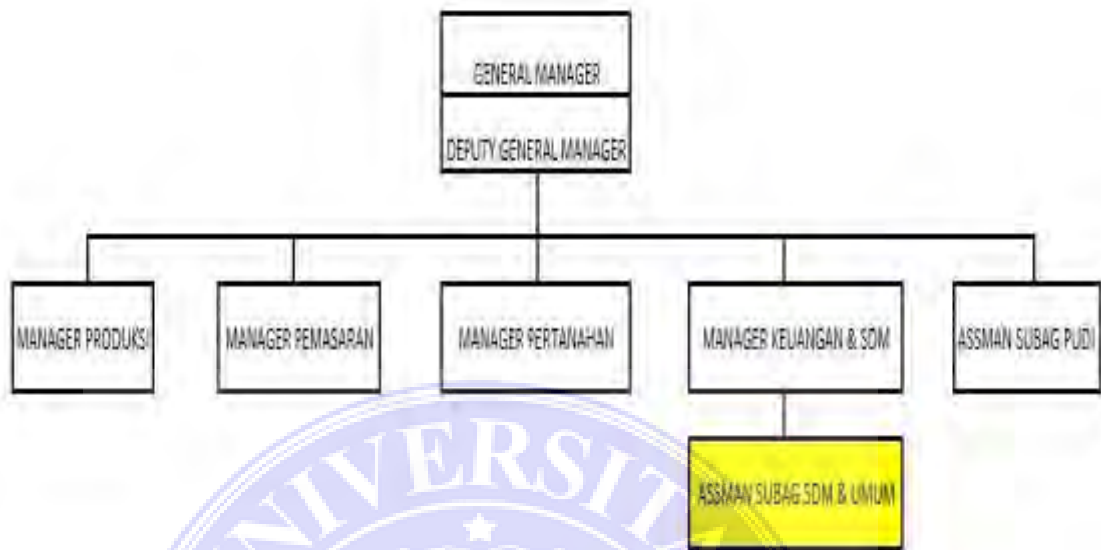 GENERAL MANAGER
DEPUTY GENERAL MANAGER
MANAGER PRODUKSI
MANAGER PEMASARAN
MANAGER PERTANAHAN
MANAGER KEUANGAN & SDM
ASSMAN SUBAG PUDI
ASSMAN SUBAG SDM & UMUM